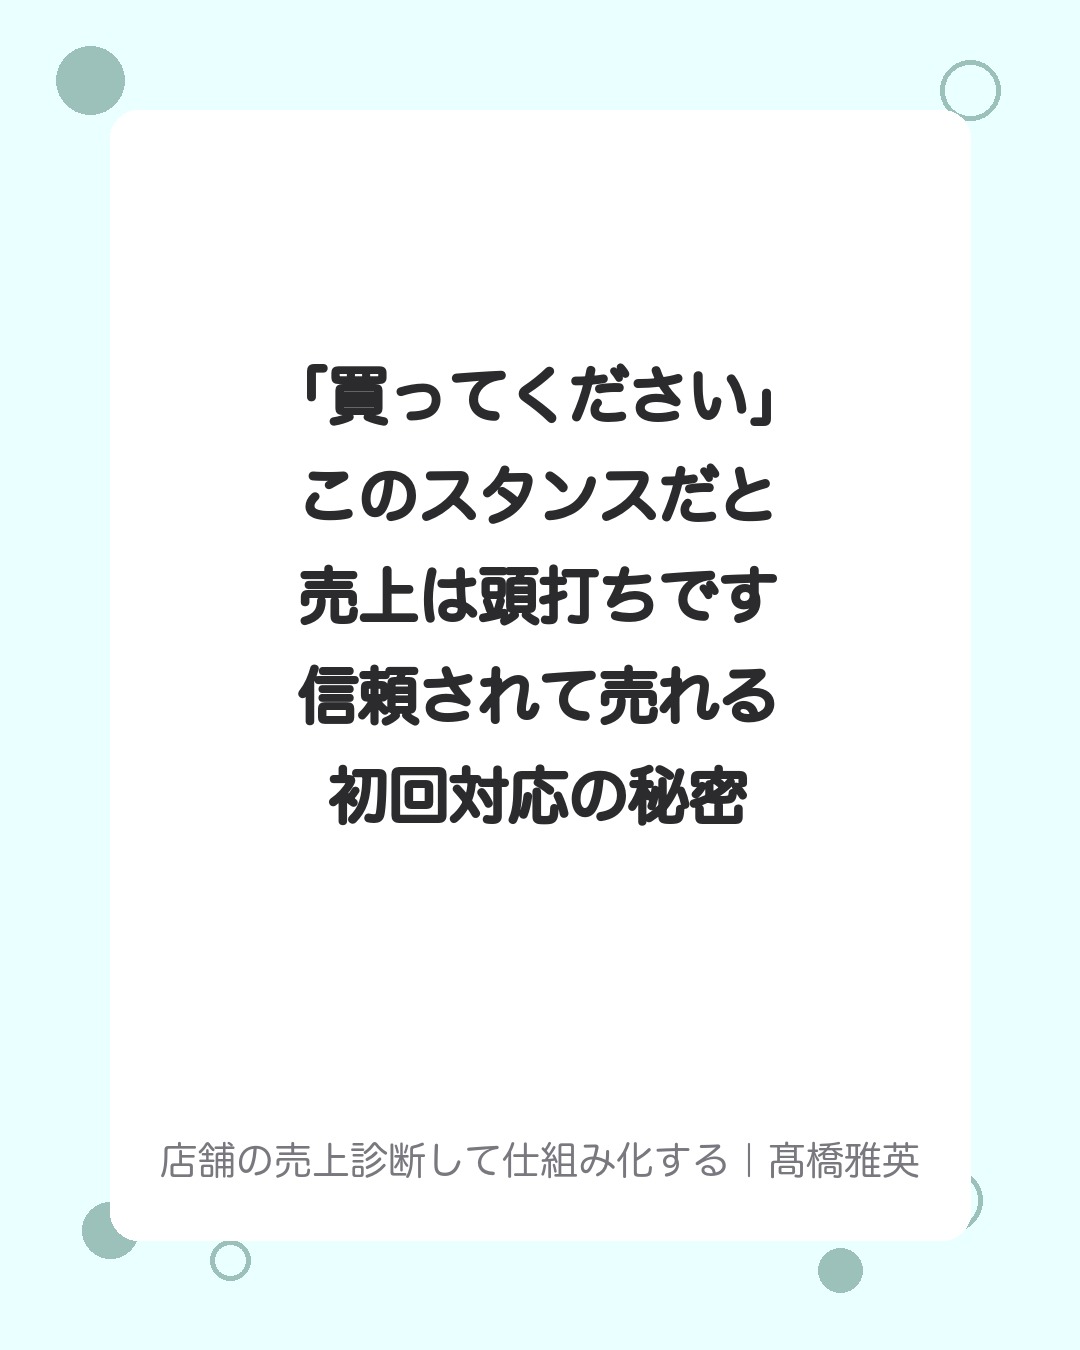 「買ってください」
このスタンスだと
売上は頭打ちです
信頼されて売れる
初回対応の秘密
店舗の売上診断して仕組み化する｜髙橋雅英